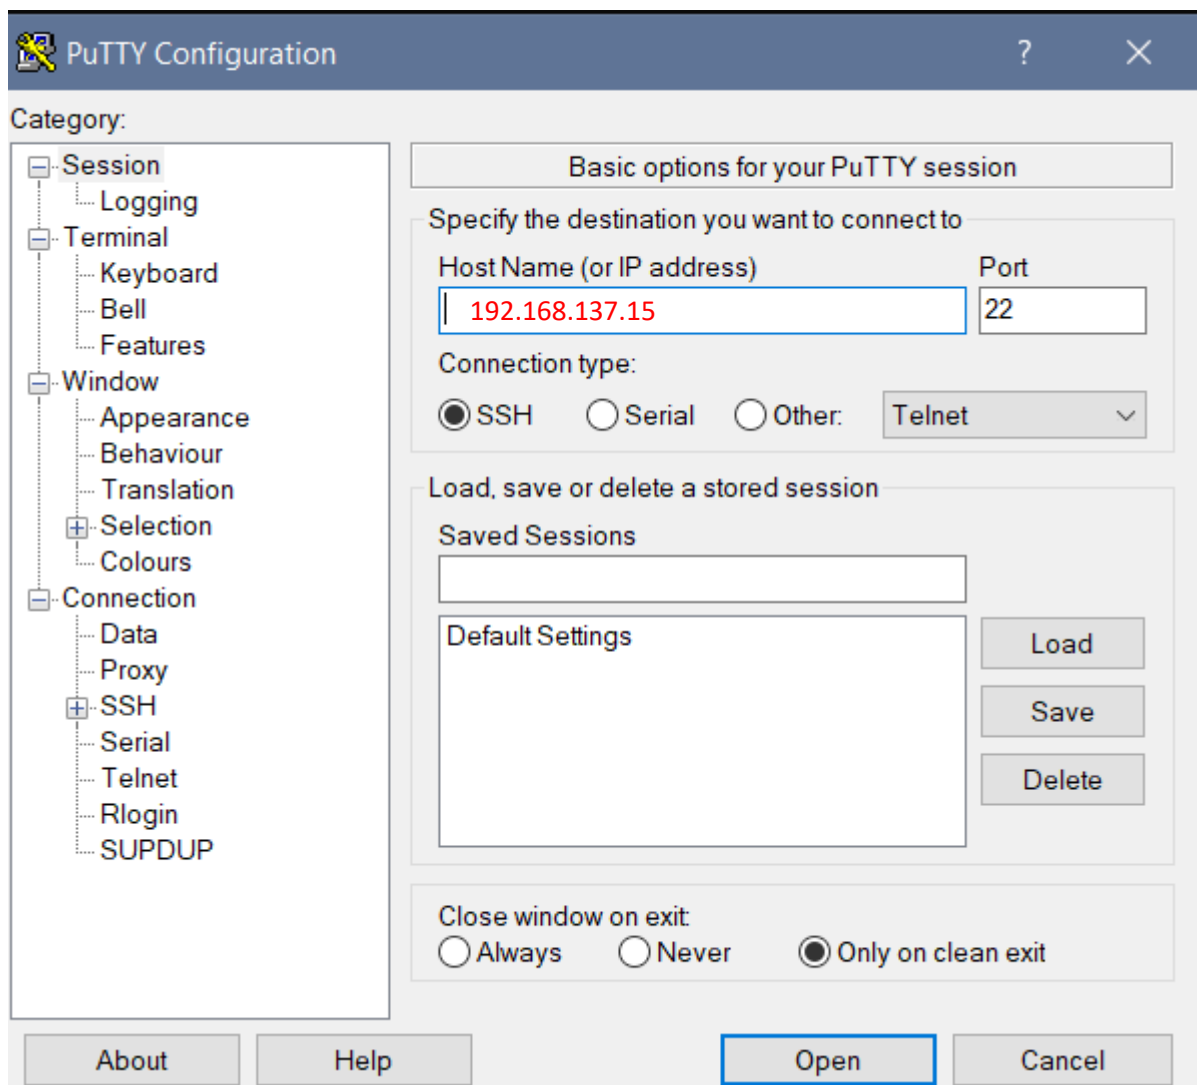 PuTTY Configuration ? ×
Category:
Session
Logging
Terminal
Keyboard
Bell
Features
Window
Appearance
Behaviour
Translation
Selection
Colours
Connection
Data
Proxy
SSH
Serial
Telnet
Rlogin
SUPDUP
Basic options for your PuTTY session
Specify the destination you want to connect to
Host Name (or IP address) Port
192.168.137.15 22
Connection type:
SSH Serial Other: Telnet
Load, save or delete a stored session
Saved Sessions
Default Settings
Load
Save
Delete
Close window on exit:
Always Never Only on clean exit
About Help Open Cancel